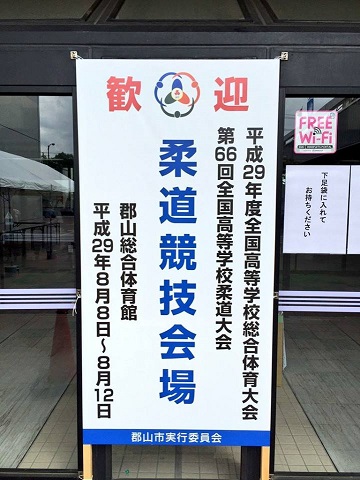 歓迎
平成29年度全国高等学校総合体育大会
第66回全国高等学校柔道大会
柔道競技会場
郡山総合体育館
平成29年8月8日～8月12日
郡山市実行委員会
FREE
Wi-Fi
下足袋に入れて
お持ちください